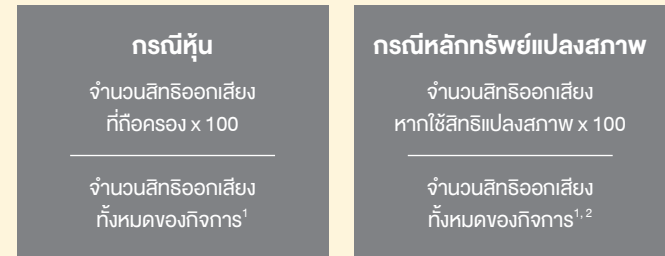 กรณีหุ้น
จำนวนสิทธิออกเสียง
ที่ถือครอง x 100
จำนวนสิทธิออกเสียง
ทั้งหมดของกิจการ¹
กรณีหลักทรัพย์แปลงสภาพ
จำนวนสิทธิออกเสียง
หากใช้สิทธิแปลงสภาพ x 100
จำนวนสิทธิออกเสียง
ทั้งหมดของกิจการ¹,²